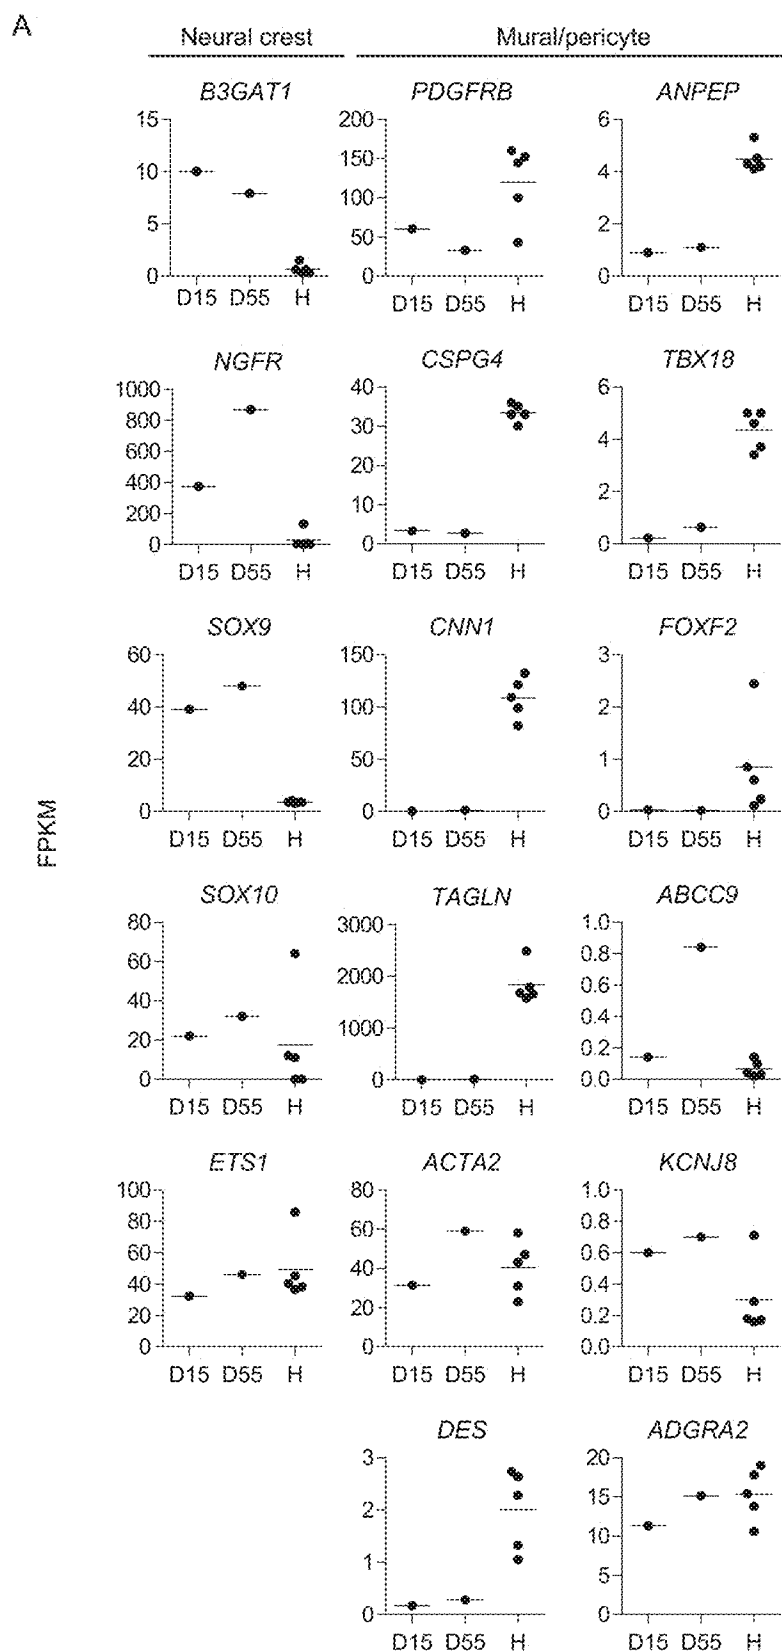 A
Neural crest Mural/pericyte
B3GAT1 PDGFRB ANPEP
15 200 6
150
10 4
100
5 2
50
0 0 0
D15 D55 H D15 D55 H D15 D55 H
NGFR CSPG4 TBX18
1000 40 6
800 30
600 4
20
400 2
200 10
0 0 0
D15 D55 H D15 D55 H D15 D55 H
SOX9 CNN1 FOXF2
60 150 3
40 100 2
20 50 1
0 0 0
D15 D55 H D15 D55 H D15 D55 H
FPKM
SOX10 TAGLN ABCC9
80 3000 1.0
60 0.8
2000
40 0.6
0.4
20 1000
0.2
0 0 0.0
D15 D55 H D15 D55 H D15 D55 H
ETS1 ACTA2 KCNJ8
100 80 1.0
80 60 0.8
60 0.6
40
40 0.4
20 20 0.2
0 0 0.0
D15 D55 H D15 D55 H D15 D55 H
DES ADGRA2
3 20
15
2
10
1
5
0 0
D15 D55 H D15 D55 H